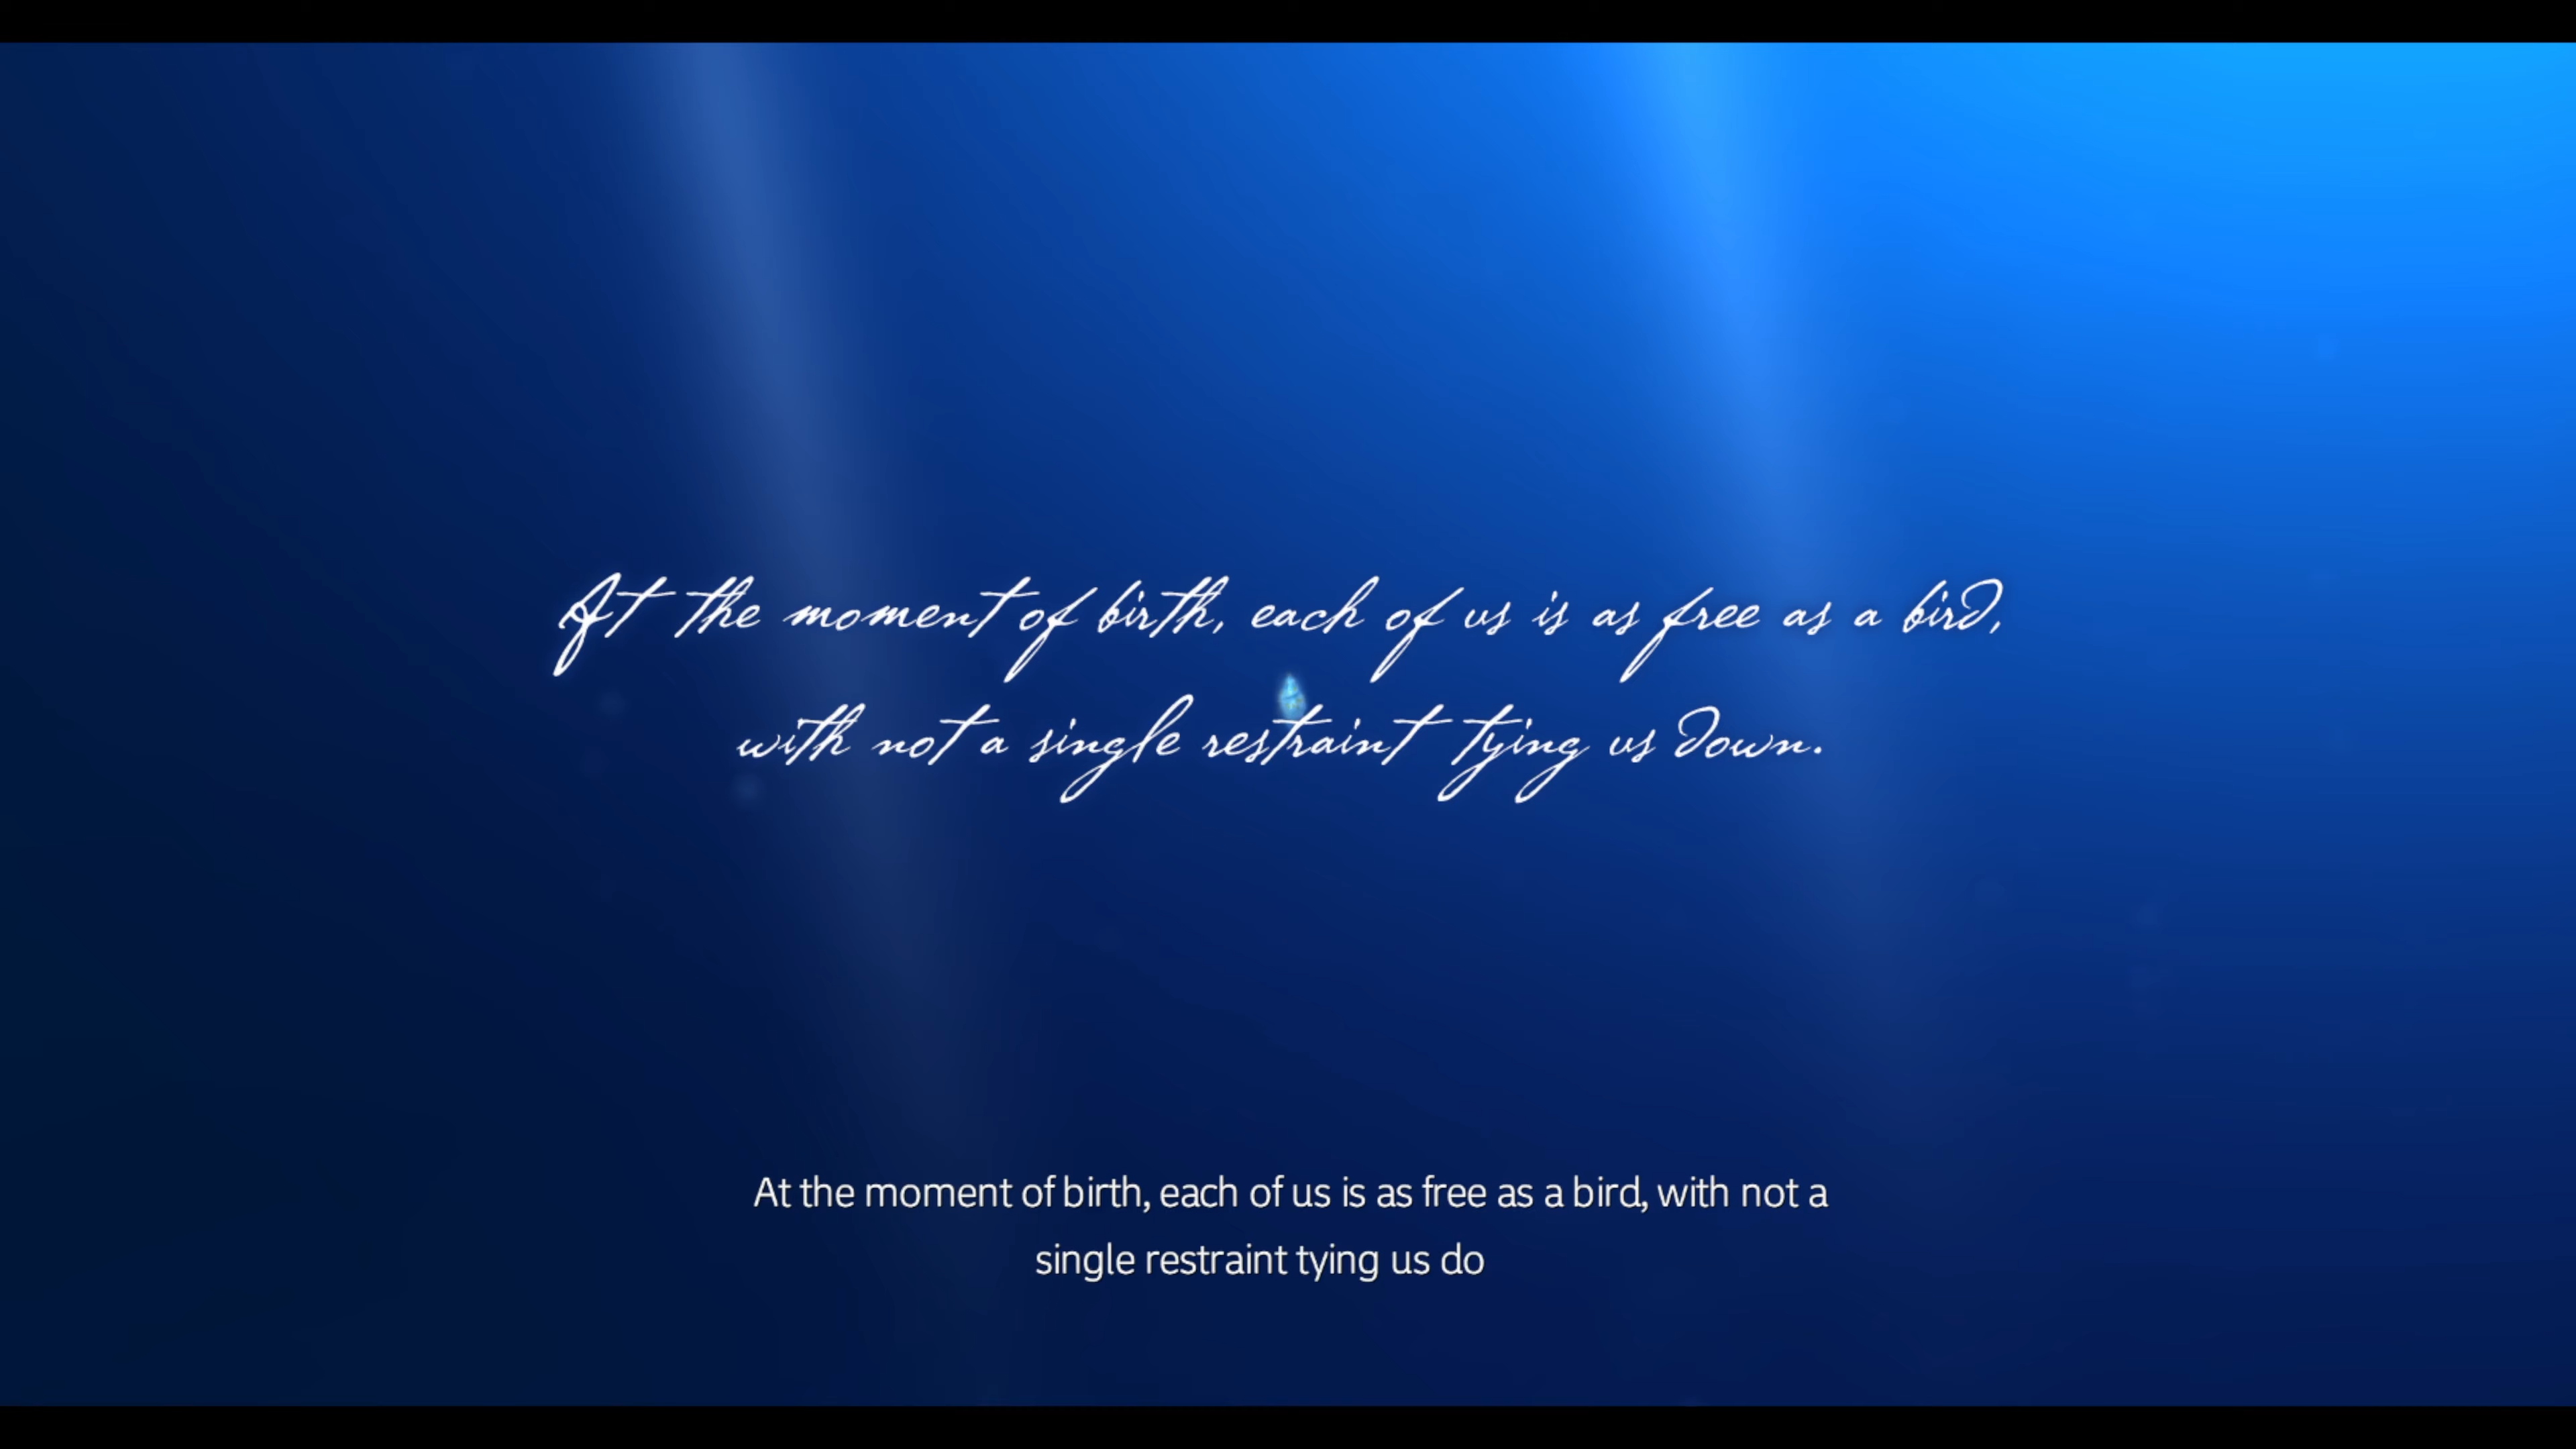 At the moment of birth, each of us is as free as a bird,
with not a single restraint tying us down.
At the moment of birth, each of us is as free as a bird, with not a
single restraint tying us do